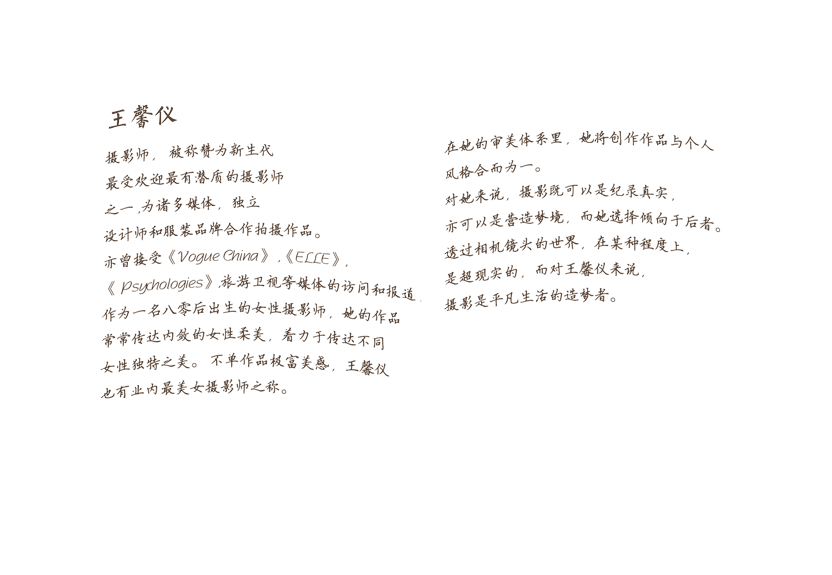 王馨仪
摄影师， 被称赞为新生代
最受欢迎最有潜质的摄影师
之一 ,为诸多媒体，独立
设计师和服装品牌合作拍摄作品。
亦曾接受《Vogue China》,《ELLE》,
《 Psychologies》,旅游卫视等媒体的访问和报道．
作为一名八零后出生的女性摄影师，她的作品
常常传达内敛的女性柔美，着力于传达不同
女性独特之美。 不单作品极富美感，王馨仪
也有业内最美女摄影师之称。
在她的审美体系里，她将创作作品与个人
风格合而为一。
对她来说，摄影既可以是纪录真实，
亦可以是营造梦境，而她选择倾向于后者。
透过相机镜头的世界，在某种程度上，
是超现实的，而对王馨仪来说，
摄影是平凡生活的造梦者。